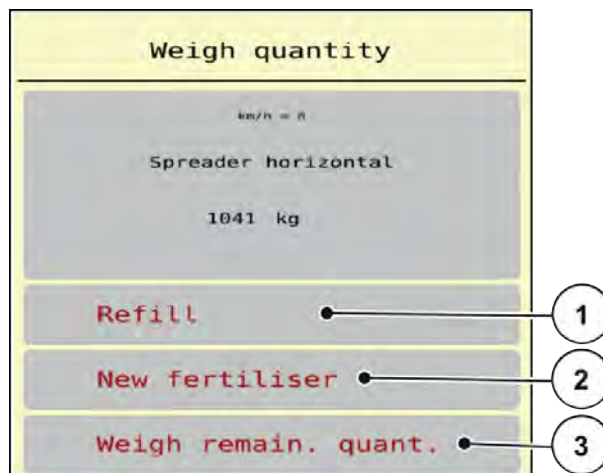 Weigh quantity
km/h = 0
Spreader horizontal
1041 kg
Refill
1
New fertiliser
2
Weigh remain. quant.
3